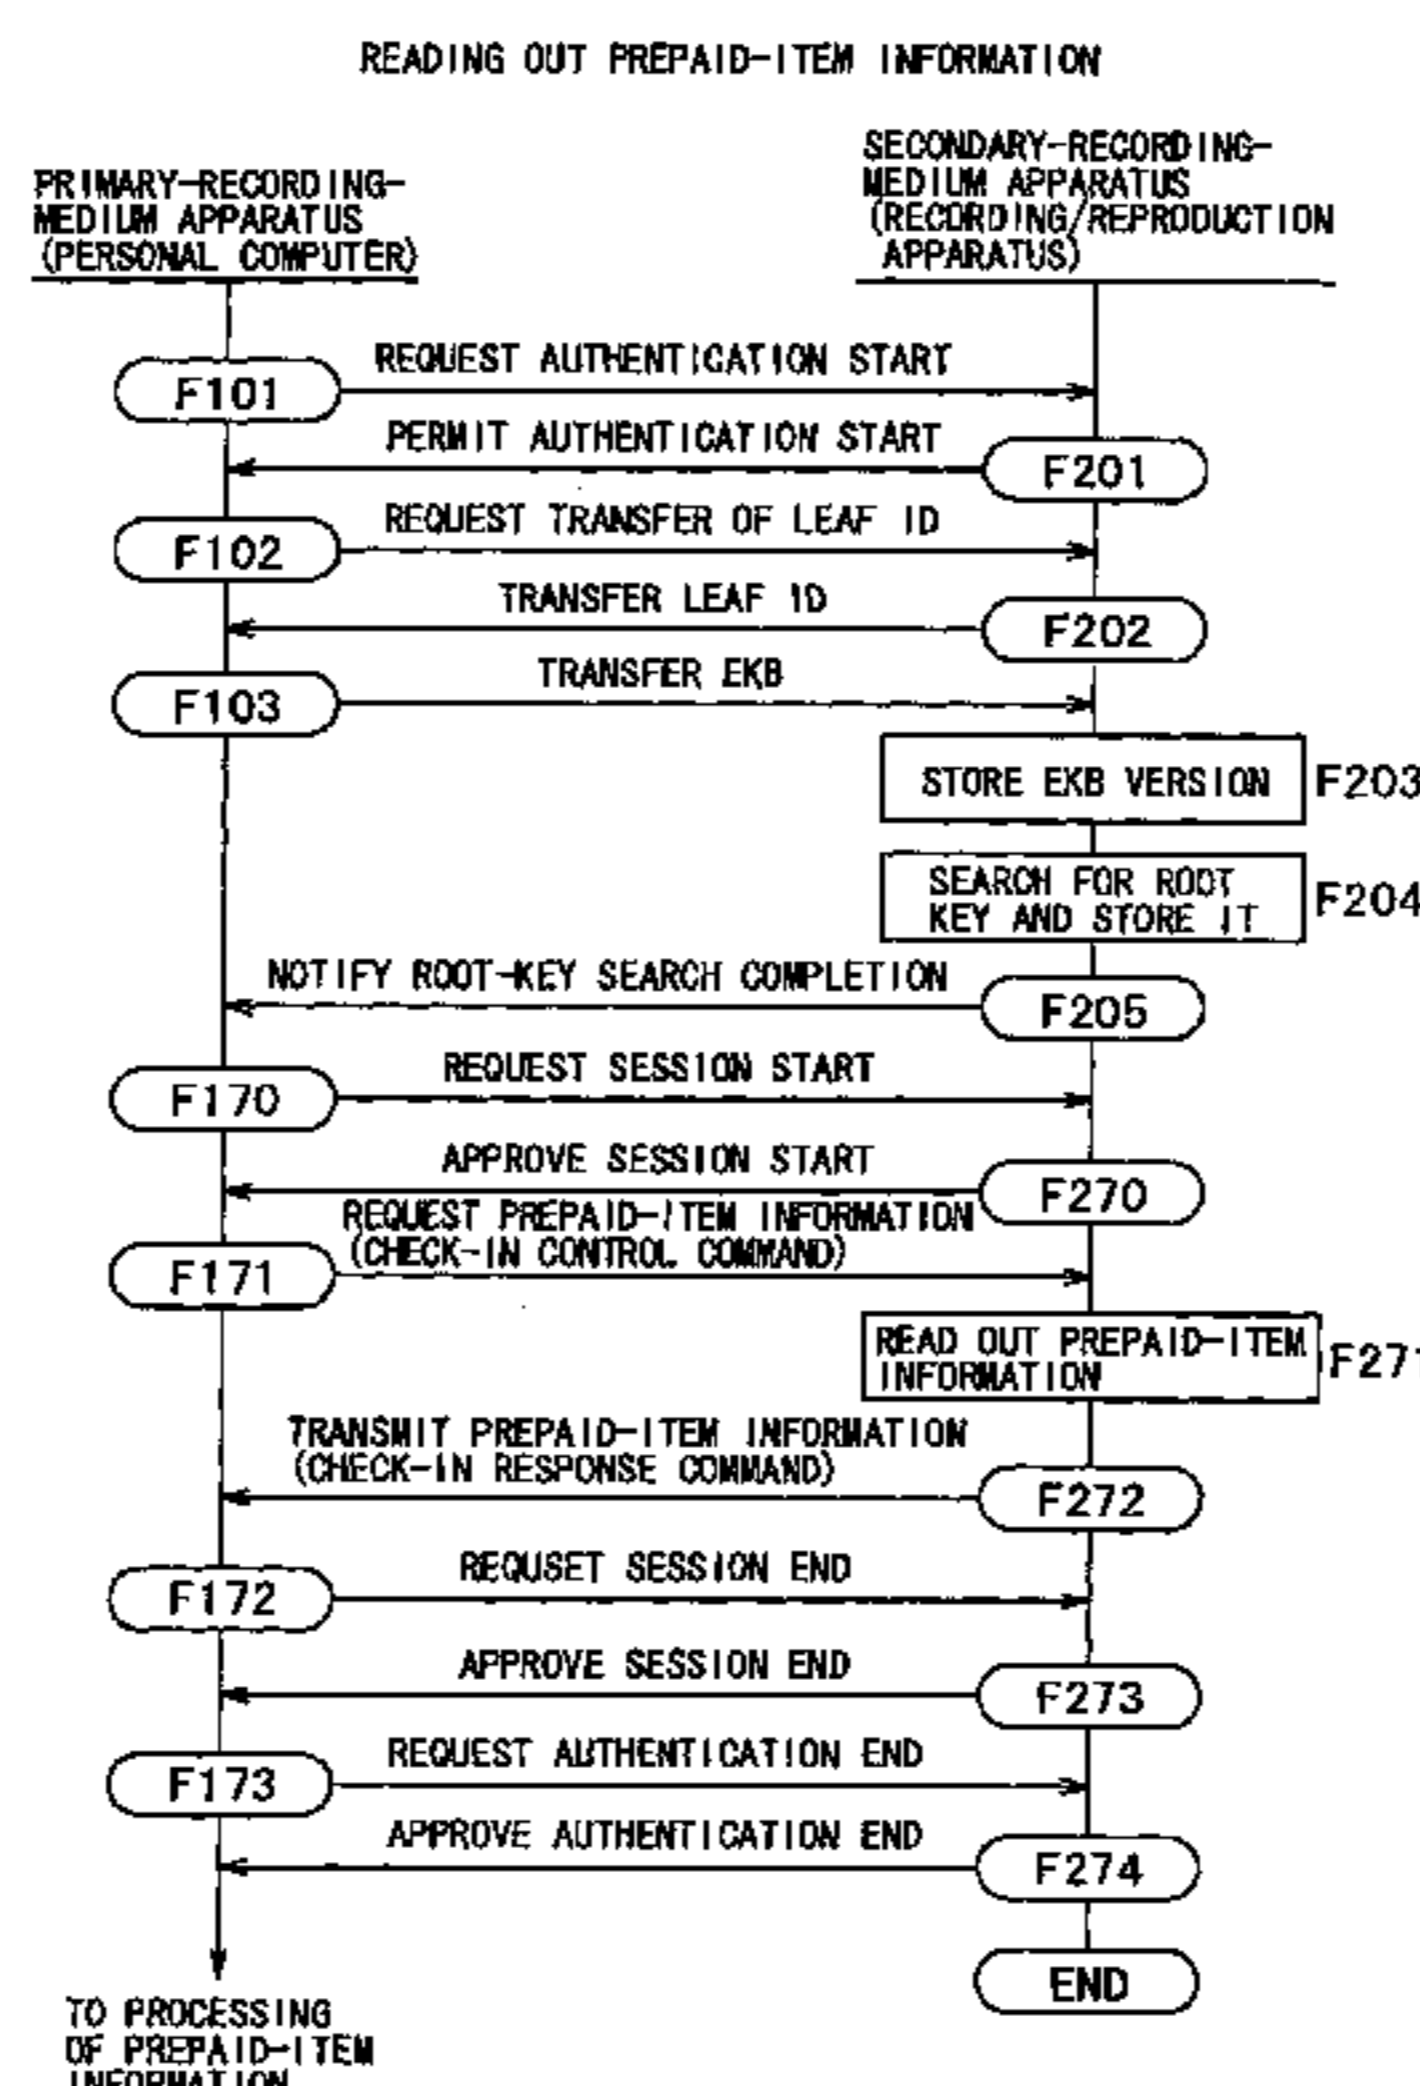 READING OUT PREPAID-ITEM INFORMATION
PRIMARY-RECORDING-
MEDIUM APPARATUS
(PERSONAL COMPUTER)
SECONDARY-RECORDING-
MEDIUM APPARATUS
(RECORDING/REPRODUCTION
APPARATUS)
REQUEST AUTHENTICATION START
F101
PERMIT AUTHENTICATION START
F201
REQUEST TRANSFER OF LEAF ID
F102
TRANSFER LEAF ID
F202
TRANSFER EKB
F103
STORE EKB VERSION
F203
SEARCH FOR ROOT
KEY AND STORE IT
F204
NOTIFY ROOT-KEY SEARCH COMPLETION
F205
REQUEST SESSION START
F170
APPROVE SESSION START
F270
REQUEST PREPAID-ITEM INFORMATION
(CHECK-IN CONTROL COMMAND)
F171
READ OUT PREPAID-ITEM
INFORMATION
F271
TRANSMIT PREPAID-ITEM INFORMATION
(CHECK-IN RESPONSE COMMAND)
F272
REQUSET SESSION END
F172
APPROVE SESSION END
F273
REQUEST AUTHENTICATION END
F173
APPROVE AUTHENTICATION END
F274
END
TO PROCESSING
OF PREPAID-ITEM
INFORMATION